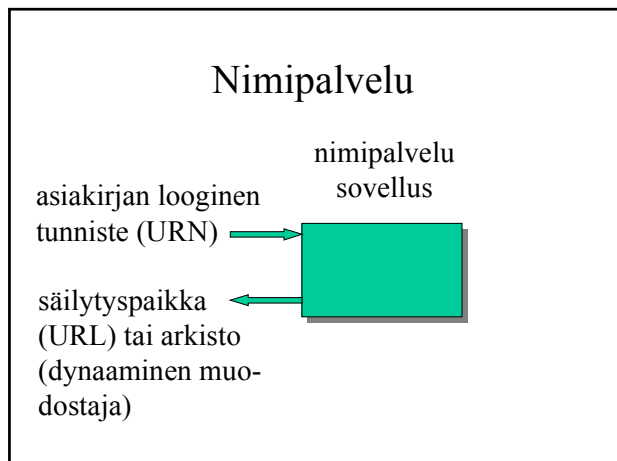 Nimipalvelu
nimipalvelu
sovellus
asiakirjan looginen
tunniste (URN)
säilytyspaikka
(URL) tai arkisto
(dynaaminen muo-
dostaja)